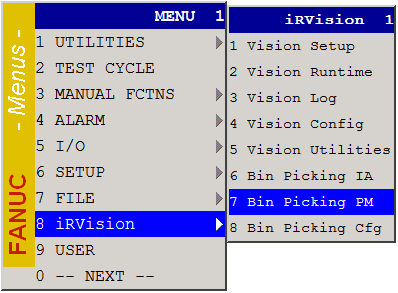 FANUC - Menus -
MENU 1
1 UTILITIES
2 TEST CYCLE
3 MANUAL FCTNS
4 ALARM
5 I/O
6 SETUP
7 FILE
8 iRVision
9 USER
0 -- NEXT --
iRVision 1
1 Vision Setup
2 Vision Runtime
3 Vision Log
4 Vision Config
5 Vision Utilities
6 Bin Picking IA
7 Bin Picking PM
8 Bin Picking Cfg